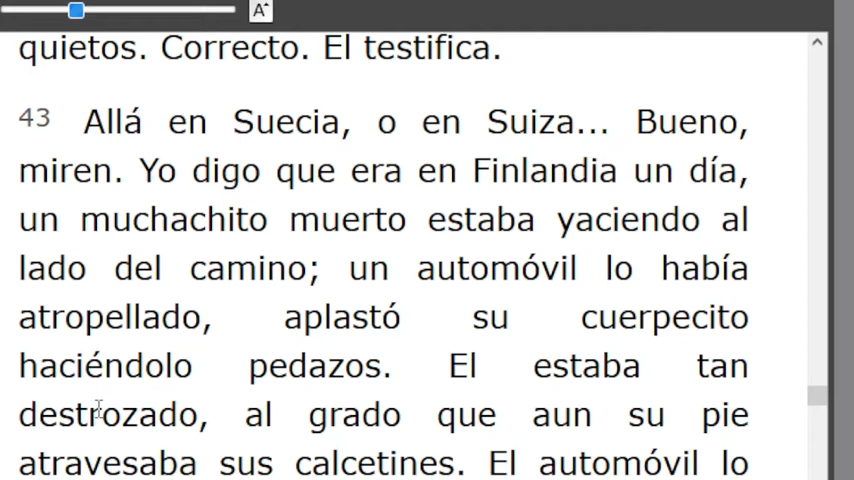 A
quietos. Correcto. El testifica.
43 Allá en Suecia, o en Suiza... Bueno,
miren. Yo digo que era en Finlandia un día,
un muchachito muerto estaba yaciendo al
lado del camino; un automóvil lo había
atropellado, aplastó su cuerpecito
haciéndolo pedazos. El estaba tan
destrozado, al grado que aun su pie
atravesaba sus calcetines. El automóvil lo